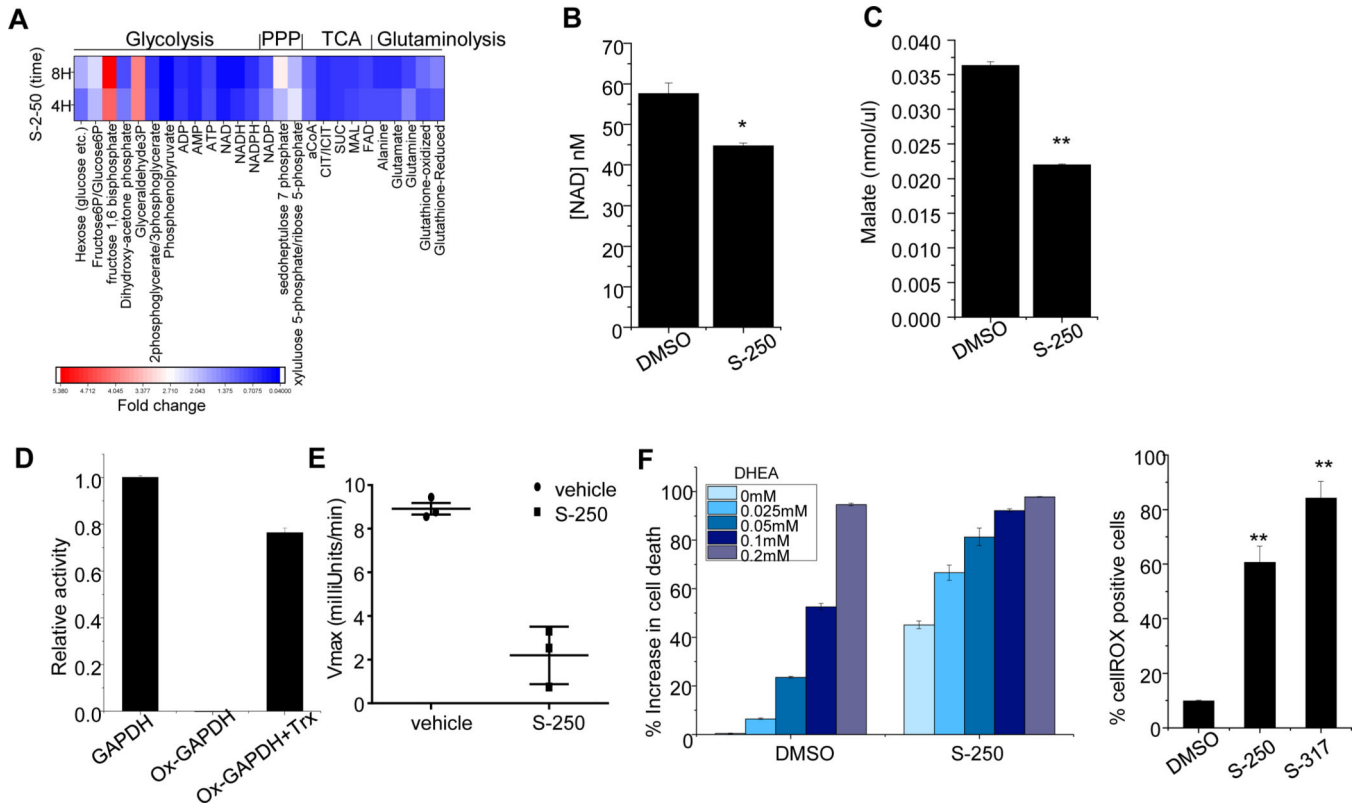 A
Glycolysis PPP TCA Glutaminolysis
S-2-50 (time)
8H
4H
Hexose (glucose etc.)
Fructose6P/Glucose6P
fructose 1,6 bisphosphate
Dihydroxy-acetone phosphate
Glyceraldehyde3P
2phosphoglycerate/3phosphoglycerate
Phosphoenolpyruvate
ADP
AMP
ATP
NAD
NADH
NADPH
NADP
sedoheptulose 7 phosphate
xyluluose 5-phosphate/ribose 5-phosphate
aCoA
CIT/ICIT
SUC
MAL
FAD
Alanine
Glutamate
Glutamine
Glutathione-oxidized
Glutathione-Reduced
5.380 4.712 4.045 3.377 2.710 2.043 1.375 0.7075 0.04000
Fold change
B
[NAD] nM
70
60
50
40
30
20
10
0
*
DMSO S-250
C
Malate (nmol/ul)
0.040
0.035
0.030
0.025
0.020
0.015
0.010
0.005
0.000
**
DMSO S-250
D
Relative activity
1.0
0.8
0.6
0.4
0.2
0.0
GAPDH
Ox-GAPDH
Ox-GAPDH+Trx
E
Vmax (milliUnits/min)
10
8
6
4
2
0
vehicle
S-250
vehicle S-250
F
% Increase in cell death
100
80
60
40
20
0
DHEA
0mM
0.025mM
0.05mM
0.1mM
0.2mM
DMSO S-250
% cellROX positive cells
100
80
60
40
20
0
**
**
DMSO S-250 S-317